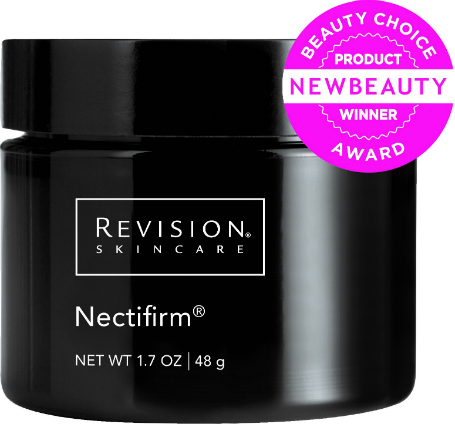 BEAUTY CHOICE
PRODUCT
NEWBEAUTY
WINNER
AWARD
REVISION®
SKINCARE
Nectifirm®
NET WT 1.7 OZ | 48 g